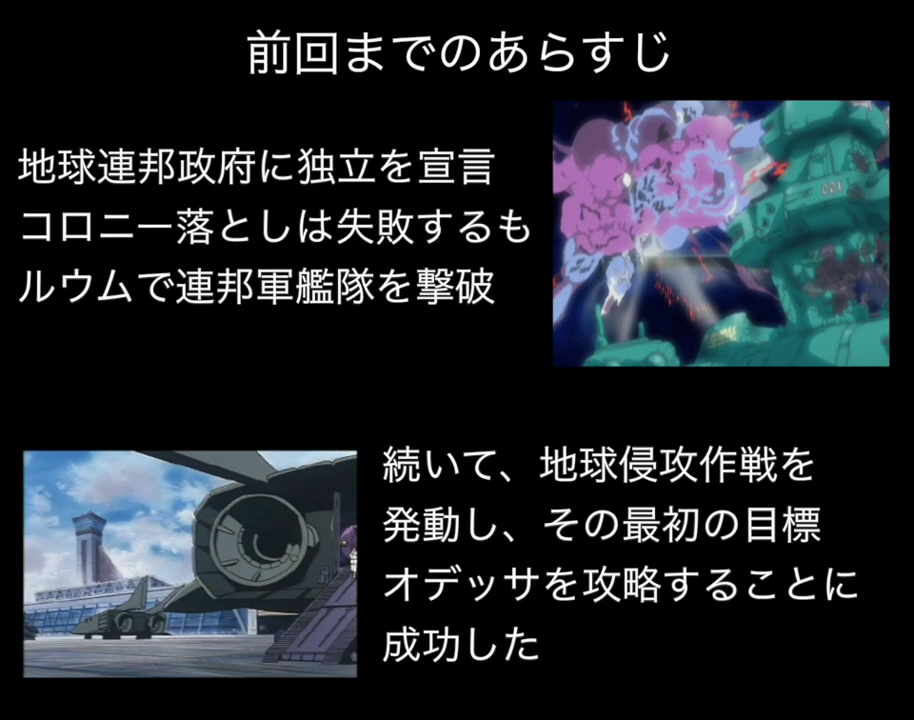 前回までのあらすじ
地球連邦政府に独立を宣言
コロニー落としは失敗するも
ルウムで連邦軍艦隊を撃破
続いて、地球侵攻作戦を
発動し、その最初の目標
オデッサを攻略することに
成功した